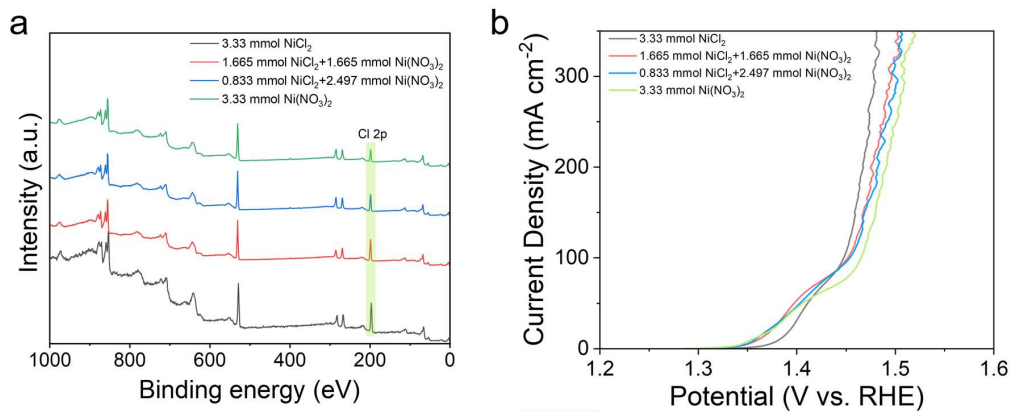 a
3.33 mmol NiCl₂
1.665 mmol NiCl₂+1.665 mmol Ni(NO₃)₂
0.833 mmol NiCl₂+2.497 mmol Ni(NO₃)₂
3.33 mmol Ni(NO₃)₂
Cl 2p
Intensity (a.u.)
1000 800 600 400 200 0
Binding energy (eV)
b
3.33 mmol NiCl₂
1.665 mmol NiCl₂+1.665 mmol Ni(NO₃)₂
0.833 mmol NiCl₂+2.497 mmol Ni(NO₃)₂
3.33 mmol Ni(NO₃)₂
Current Density (mA cm⁻²)
300
200
100
0
1.2 1.3 1.4 1.5 1.6
Potential (V vs. RHE)